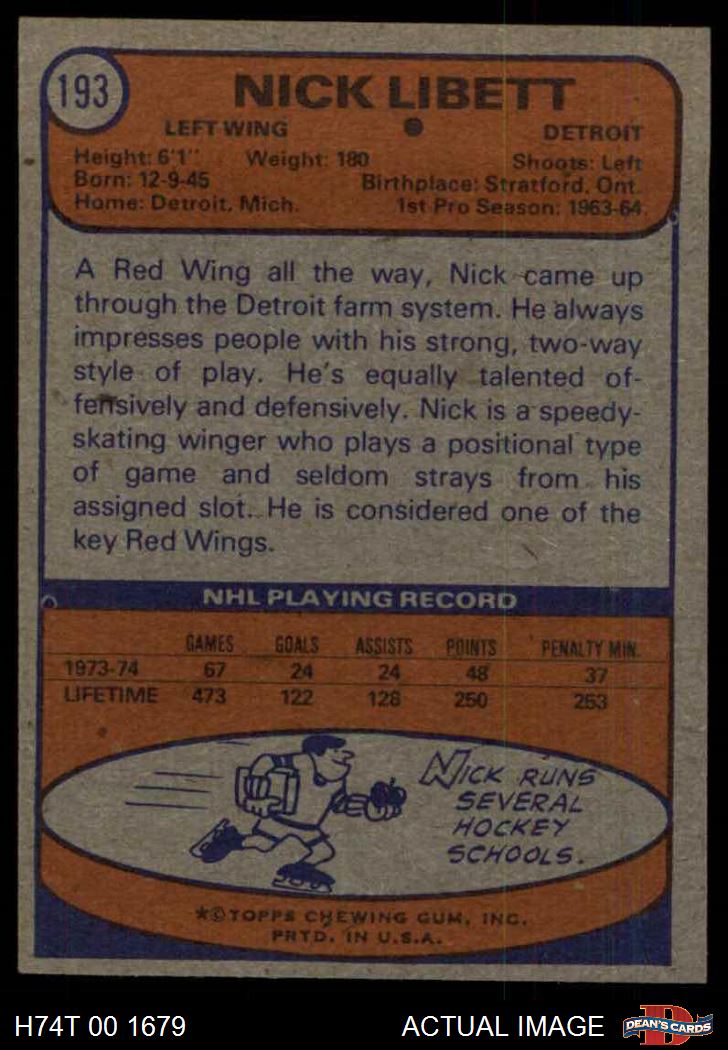 193
NICK LIBETT
LEFT WING DETROIT
Height: 6'1" Weight: 180 Shoots: Left
Born: 12-9-45 Birthplace: Stratford, Ont.
Home: Detroit, Mich. 1st Pro Season: 1963-64
A Red Wing all the way, Nick came up
through the Detroit farm system. He always
impresses people with his strong, two-way
style of play. He's equally talented of-
fensively and defensively. Nick is a speedy-
skating winger who plays a positional type
of game and seldom strays from his
assigned slot. He is considered one of the
key Red Wings.
NHL PLAYING RECORD
GAMES GOALS ASSISTS POINTS PENALTY MIN.
1973-74 67 24 24 48 37
LIFETIME 473 122 128 250 253
NICK RUNS
SEVERAL
HOCKEY
SCHOOLS.
*©TOPPS CHEWING GUM, INC.
PRTD. IN U.S.A.
H74T 00 1679 ACTUAL IMAGE D DEAN'S CARDS